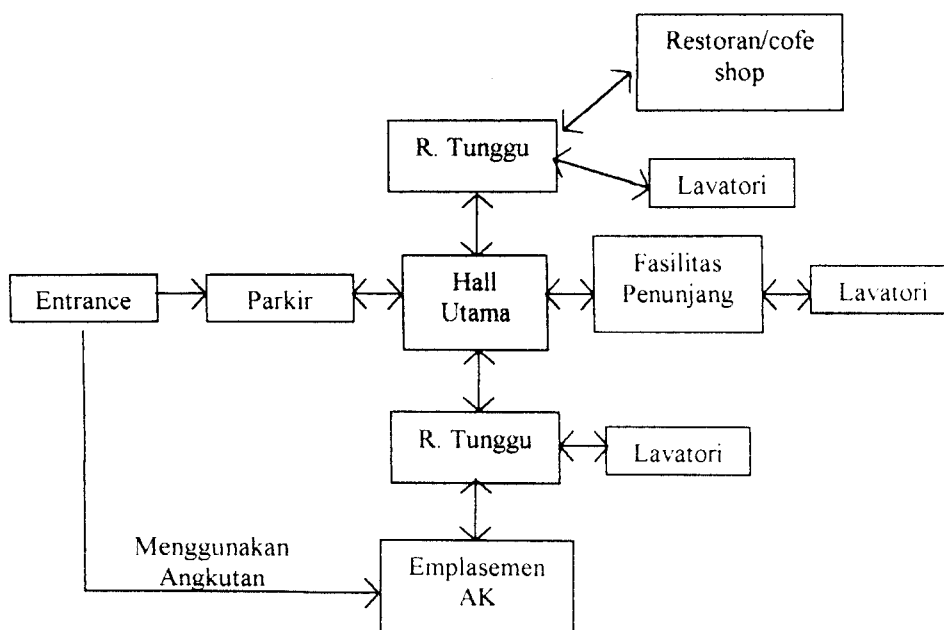 Restoran/cofe
shop
R. Tunggu
Lavatori
Entrance
Parkir
Hall
Utama
Fasilitas
Penunjang
Lavatori
R. Tunggu
Lavatori
Menggunakan
Angkutan
Emplasemen
AK